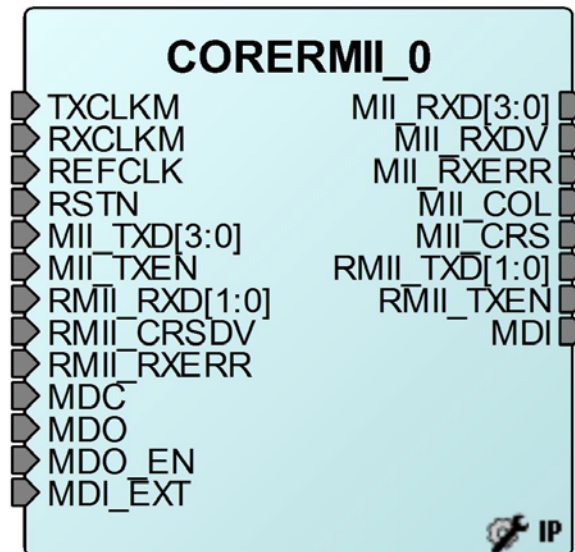 CORERMII_0
TXCLKM
RXCLKM
REFCLK
RSTN
MII_TXD[3:0]
MII_TXEN
RMII_RXD[1:0]
RMII_CRSDV
RMII_RXERR
MDC
MDO
MDO_EN
MDI_EXT
MII_RXD[3:0]
MII_RXDV
MII_RXERR
MII_COL
MII_CRS
RMII_TXD[1:0]
RMII_TXEN
MDI
IP